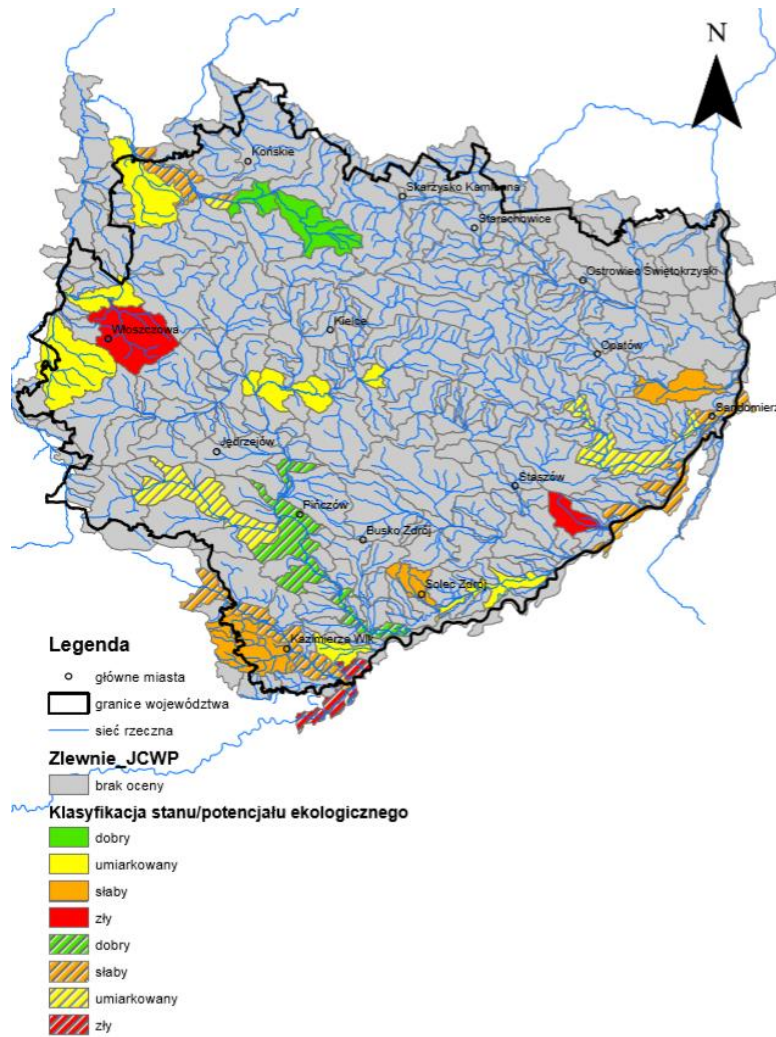 N
Końskie
Skarżysko Kamienna
Starachowice
Ostrowiec Świętokrzyski
Kielce
Włoszczowa
Opatów
Sandomierz
Jędrzejów
Staszów
Pińczów
Busko Zdrój
Solec Zdrój
Kazimierza Wlk
Legenda
główne miasta
granice województwa
sieć rzeczna
Zlewnie_JCWP
brak oceny
Klasyfikacja stanu/potencjału ekologicznego
dobry
umiarkowany
słaby
zły
dobry
słaby
umiarkowany
zły